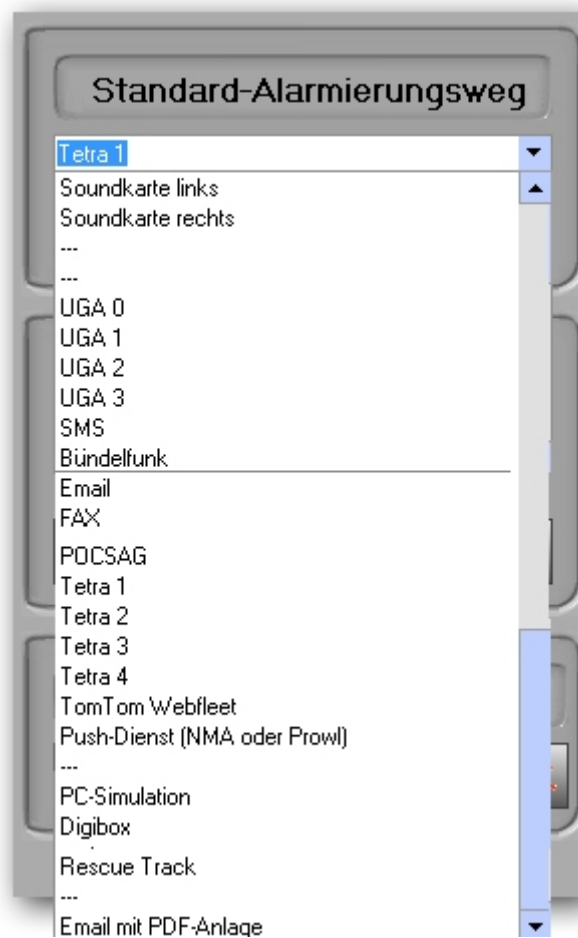 Standard-Alarmierungsweg
Tetra 1
Soundkarte links
Soundkarte rechts
---
---
UGA 0
UGA 1
UGA 2
UGA 3
SMS
Bündelfunk
Email
FAX
POCSAG
Tetra 1
Tetra 2
Tetra 3
Tetra 4
TomTom Webfleet
Push-Dienst (NMA oder Prowl)
---
PC-Simulation
Digibox
Rescue Track
---
Email mit PDF-Anlage